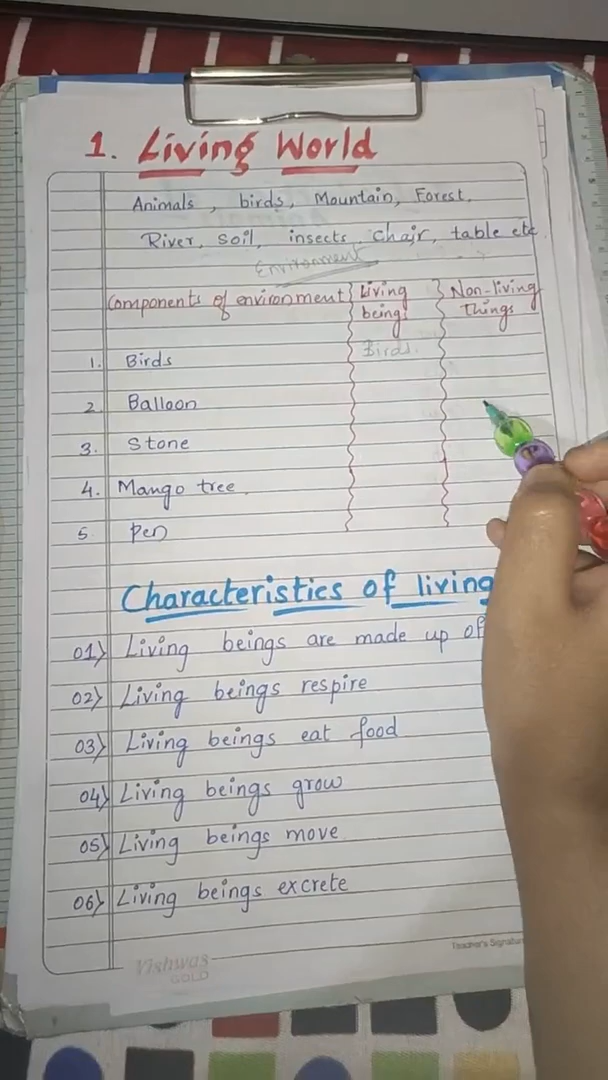 1. Living World
Animals, birds, Mountain, Forest,
River, soil, insects, chair, table etc
Environment
Components of environment Living beings Non-living Things
Birds.
1. Birds
2. Balloon
3. Stone
4. Mango tree.
5. Pen
Characteristics of living
01) Living beings are made up of
02) Living beings respire
03) Living beings eat food
04) Living beings grow
05) Living beings move
06) Living beings excrete
Teacher's Signature
Vishwas
GOLD